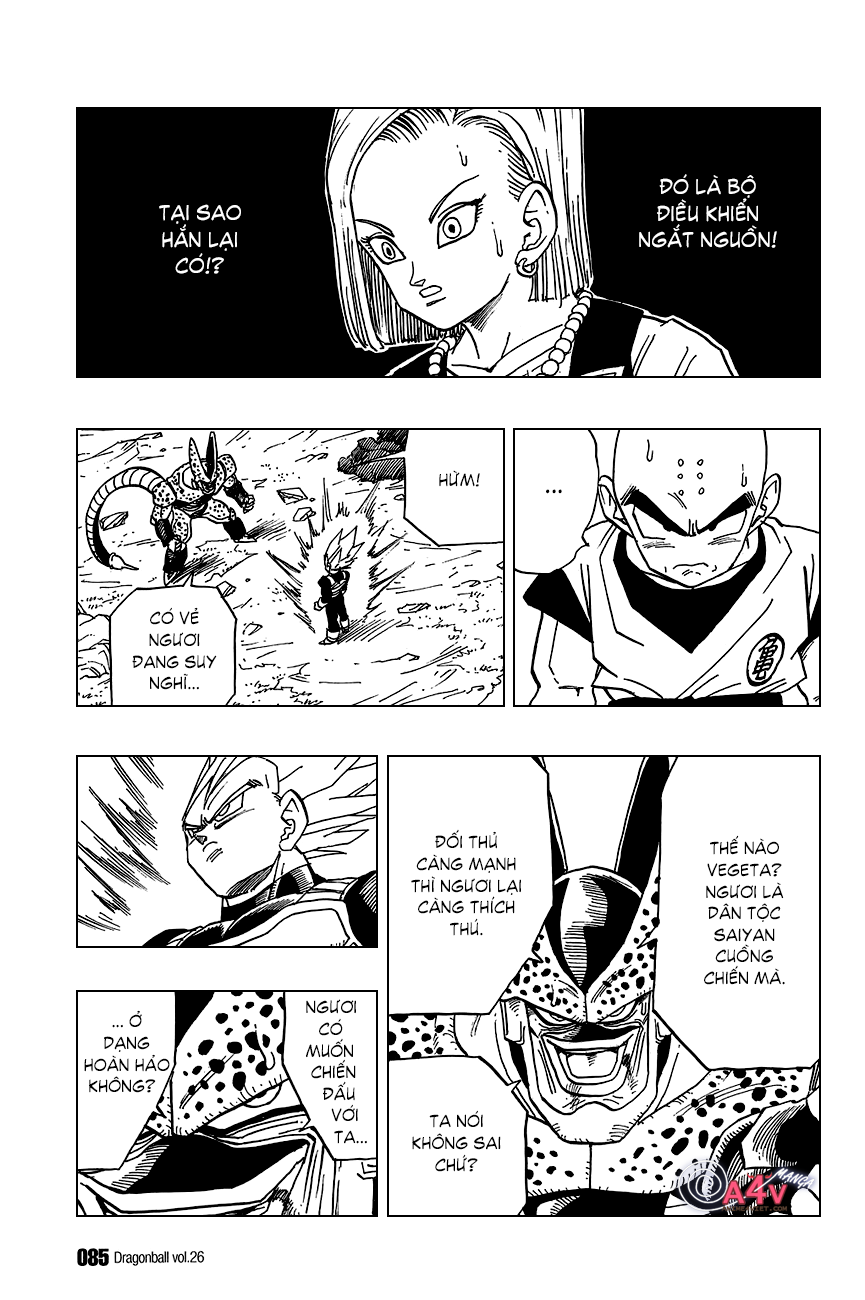 ĐÓ LÀ BỘ
ĐIỀU KHIỂN
NGẮT NGUỒN!
TẠI SAO
HẮN LẠI
CÓ!?
...
HỪM!
CÓ VẺ
NGƯƠI
ĐANG SUY
NGHĨ...
THẾ NÀO
VEGETA?
NGƯƠI LÀ
DÂN TỘC
SAIYAN
CUỒNG
CHIẾN MÀ.
ĐỐI THỦ
CÀNG MẠNH
THÌ NGƯƠI LẠI
CÀNG THÍCH
THÚ.
TA NÓI
KHÔNG SAI
CHỨ?
NGƯƠI
CÓ
MUỐN
CHIẾN
ĐẤU
VỚI
TA...
... Ở
DẠNG
HOÀN HẢO
KHÔNG?
A4V
MANGA
085 Dragonball vol.26